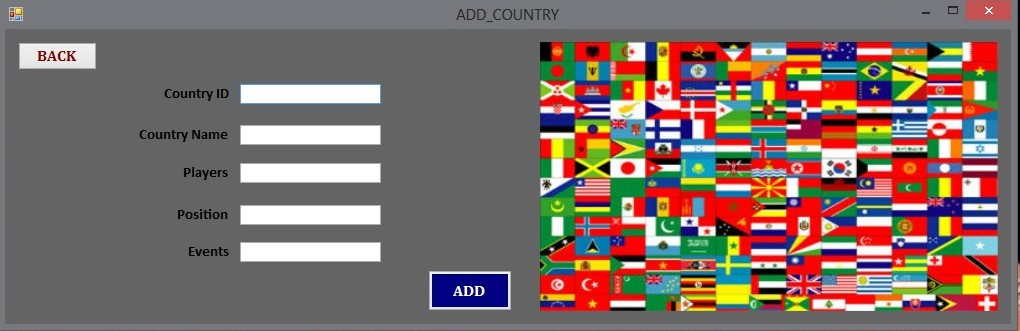 ADD_COUNTRY
BACK
Country ID
Country Name
Players
Position
Events
ADD